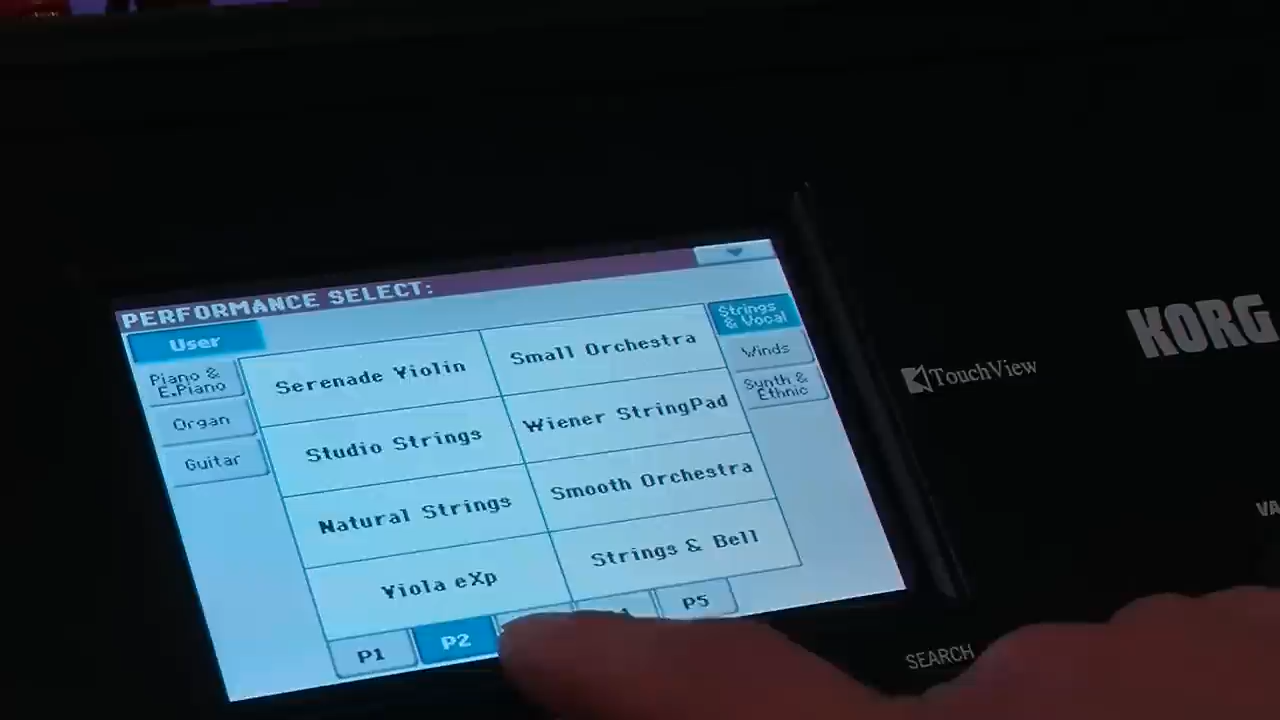 PERFORMANCE SELECT:
User
Piano &
E.Piano
Organ
Guitar
Serenade Violin
Small Orchestra
Studio Strings
Wiener StringPad
Natural Strings
Smooth Orchestra
Viola eXp
Strings & Bell
Strings
& Vocal
Winds
Synth &
Ethnic
P1
P2
P5
TouchView
KORG
SEARCH